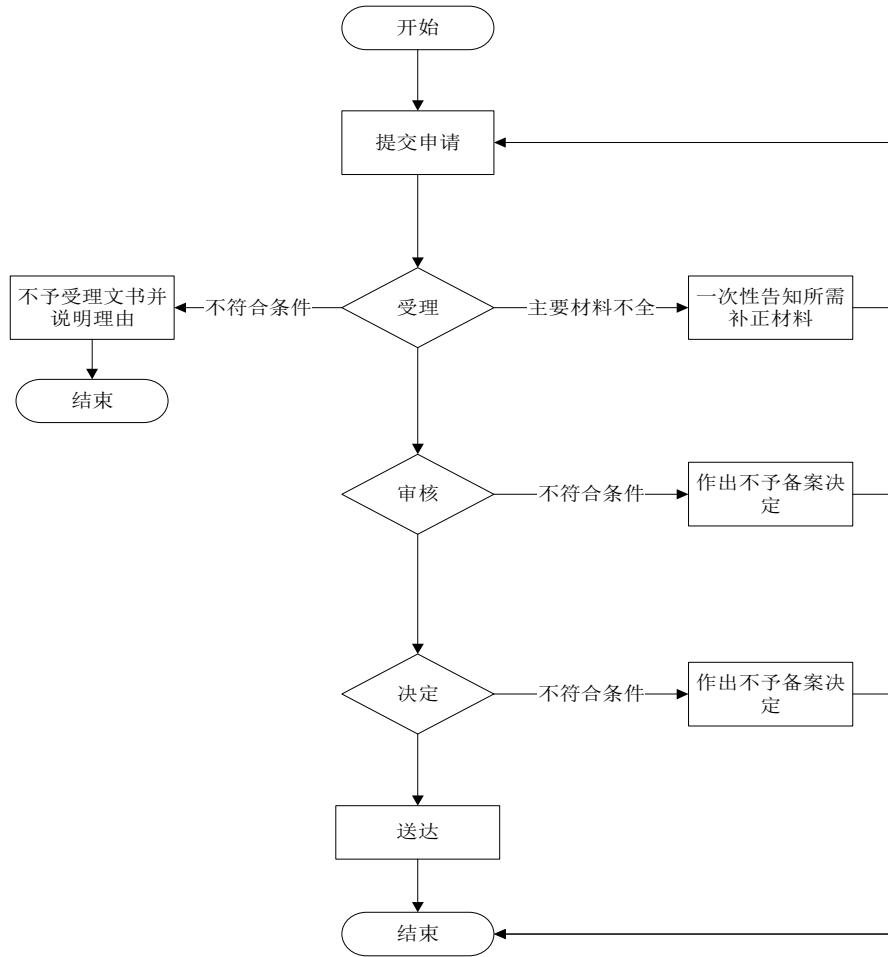 开始
提交申请
不予受理文书并
说明理由
不符合条件
受理
主要材料不全
一次性告知所需
补正材料
结束
审核
不符合条件
作出不予备案决
定
决定
不符合条件
作出不予备案决
定
送达
结束